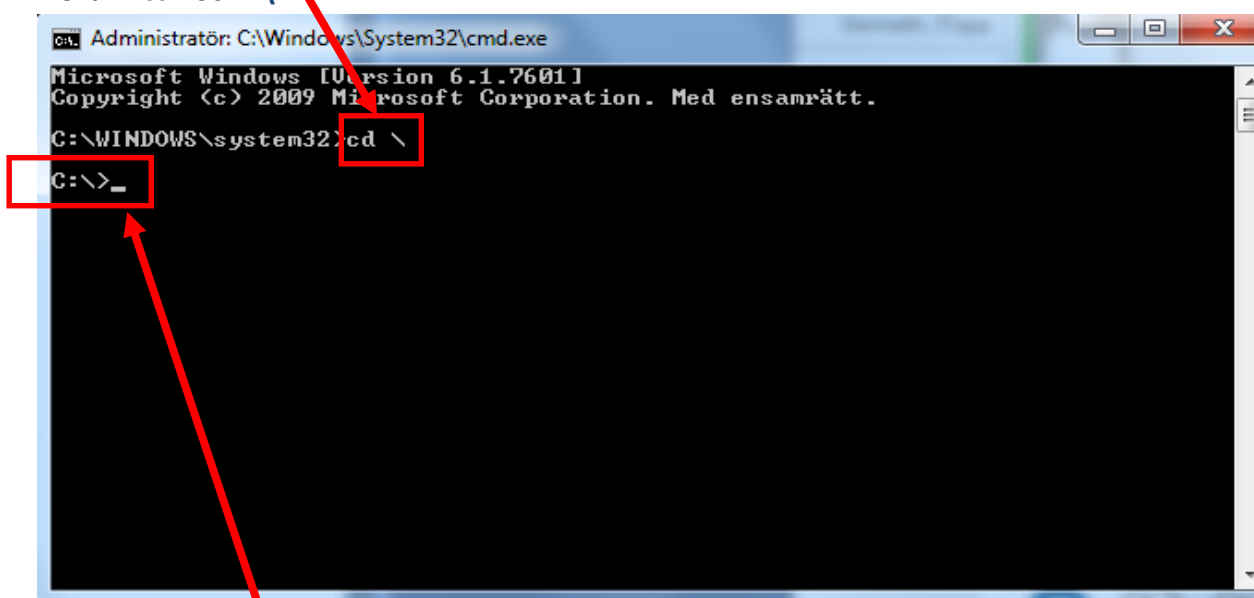 Administratör: C:\Windows\System32\cmd.exe
Microsoft Windows [Version 6.1.7601]
Copyright (c) 2009 Microsoft Corporation. Med ensamrätt.
C:\WINDOWS\system32>cd \
C:\>_